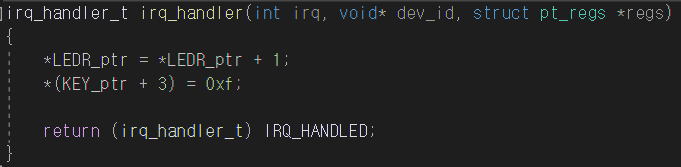 irq_handler_t irq_handler(int irq, void* dev_id, struct pt_regs *regs)
{
    *LEDR_ptr = *LEDR_ptr + 1;
    *(KEY_ptr + 3) = 0xf;

    return (irq_handler_t) IRQ_HANDLED;
}